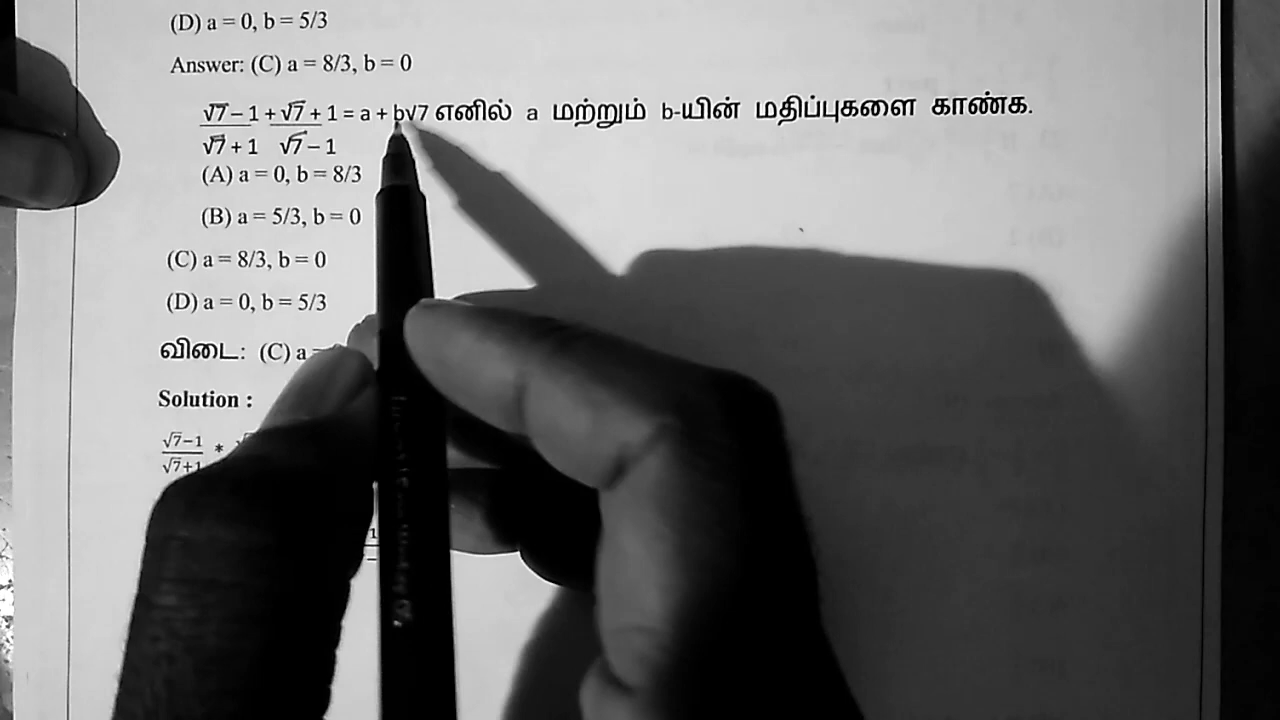 (D) a = 0, b = 5/3
Answer: (C) a = 8/3, b = 0
√7 – 1 + √7 + 1 = a + b√7 எனில் a மற்றும் b-யின் மதிப்புகளை காண்க.
√7 + 1 √7 – 1
(A) a = 0, b = 8/3
(B) a = 5/3, b = 0
(C) a = 8/3, b = 0
(D) a = 0, b = 5/3
விடை: (C) a =
Solution :
√7−1 *
√7+1